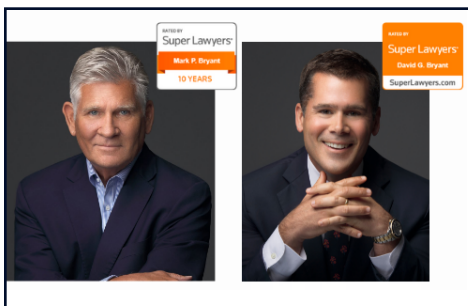 RATED BY
Super Lawyers
Mark P. Bryant
10 YEARS
RATED BY
Super Lawyers
David G. Bryant
SuperLawyers.com